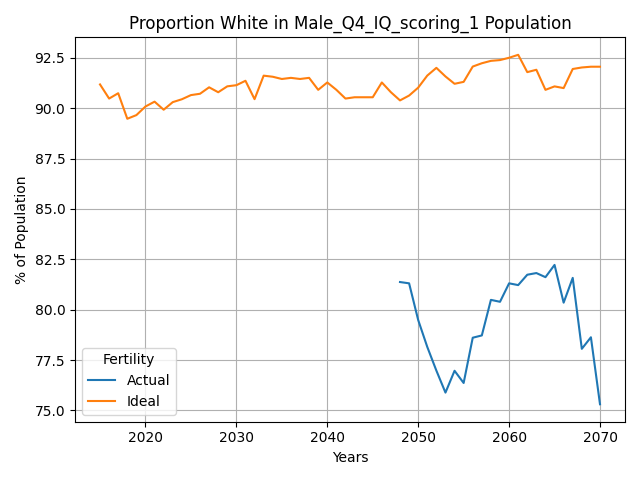 Proportion White in Male_Q4_IQ_scoring_1 Population
% of Population
92.5
90.0
87.5
85.0
82.5
80.0
77.5
75.0
Fertility
Actual
Ideal
2020 2030 2040 2050 2060 2070
Years